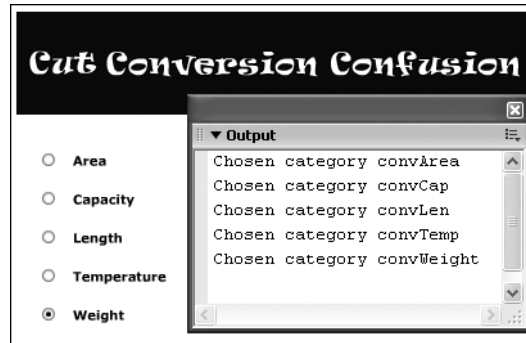 Cut Conversion Confusion
Output
Chosen category convArea
Chosen category convCap
Chosen category convLen
Chosen category convTemp
Chosen category convWeight
Area
Capacity
Length
Temperature
Weight